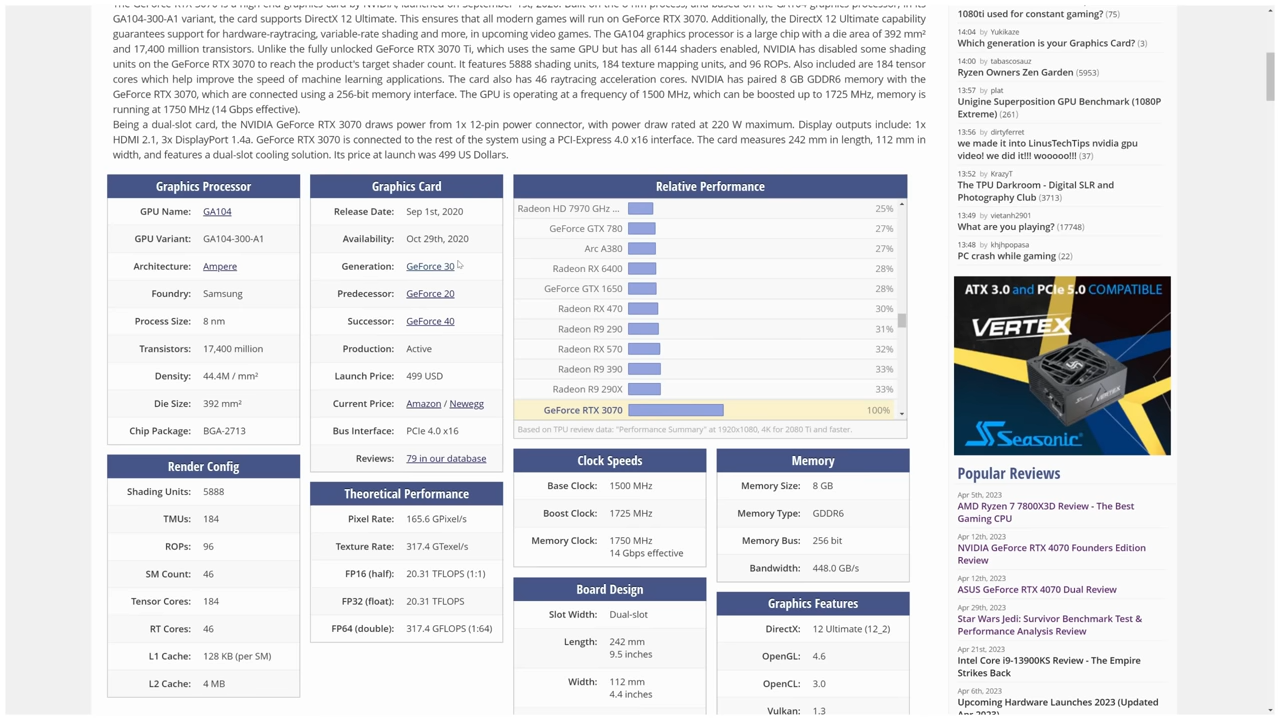 The GeForce RTX 3070 is a high-end graphics card by NVIDIA, launched on September 1st, 2020. Built on the 8 nm process, and based on the GA104 graphics processor, in its
GA104-300-A1 variant, the card supports DirectX 12 Ultimate. This ensures that all modern games will run on GeForce RTX 3070. Additionally, the DirectX 12 Ultimate capability
guarantees support for hardware-raytracing, variable-rate shading and more, in upcoming video games. The GA104 graphics processor is a large chip with a die area of 392 mm²
and 17,400 million transistors. Unlike the fully unlocked GeForce RTX 3070 Ti, which uses the same GPU but has all 6144 shaders enabled, NVIDIA has disabled some shading
units on the GeForce RTX 3070 to reach the product's target shader count. It features 5888 shading units, 184 texture mapping units, and 96 ROPs. Also included are 184 tensor
cores which help improve the speed of machine learning applications. The card also has 46 raytracing acceleration cores. NVIDIA has paired 8 GB GDDR6 memory with the
GeForce RTX 3070, which are connected using a 256-bit memory interface. The GPU is operating at a frequency of 1500 MHz, which can be boosted up to 1725 MHz, memory is
running at 1750 MHz (14 Gbps effective).
Being a dual-slot card, the NVIDIA GeForce RTX 3070 draws power from 1x 12-pin power connector, with power draw rated at 220 W maximum. Display outputs include: 1x
HDMI 2.1, 3x DisplayPort 1.4a. GeForce RTX 3070 is connected to the rest of the system using a PCI-Express 4.0 x16 interface. The card measures 242 mm in length, 112 mm in
width, and features a dual-slot cooling solution. Its price at launch was 499 US Dollars.
Graphics Processor
GPU Name: GA104
GPU Variant: GA104-300-A1
Architecture: Ampere
Foundry: Samsung
Process Size: 8 nm
Transistors: 17,400 million
Density: 44.4M / mm²
Die Size: 392 mm²
Chip Package: BGA-2713
Render Config
Shading Units: 5888
TMUs: 184
ROPs: 96
SM Count: 46
Tensor Cores: 184
RT Cores: 46
L1 Cache: 128 KB (per SM)
L2 Cache: 4 MB
Graphics Card
Release Date: Sep 1st, 2020
Availability: Oct 29th, 2020
Generation: GeForce 30
Predecessor: GeForce 20
Successor: GeForce 40
Production: Active
Launch Price: 499 USD
Current Price: Amazon / Newegg
Bus Interface: PCIe 4.0 x16
Reviews: 79 in our database
Theoretical Performance
Pixel Rate: 165.6 GPixel/s
Texture Rate: 317.4 GTexel/s
FP16 (half): 20.31 TFLOPS (1:1)
FP32 (float): 20.31 TFLOPS
FP64 (double): 317.4 GFLOPS (1:64)
Relative Performance
Radeon HD 7970 GHz ... 25%
GeForce GTX 780 27%
Arc A380 27%
Radeon RX 6400 28%
GeForce GTX 1650 28%
Radeon RX 470 30%
Radeon R9 290 31%
Radeon RX 570 32%
Radeon R9 390 33%
Radeon R9 290X 33%
GeForce RTX 3070 100%
Based on TPU review data: "Performance Summary" at 1920x1080, 4K for 2080 Ti and faster.
Clock Speeds
Base Clock: 1500 MHz
Boost Clock: 1725 MHz
Memory Clock: 1750 MHz
14 Gbps effective
Board Design
Slot Width: Dual-slot
Length: 242 mm
9.5 inches
Width: 112 mm
4.4 inches
Memory
Memory Size: 8 GB
Memory Type: GDDR6
Memory Bus: 256 bit
Bandwidth: 448.0 GB/s
Graphics Features
DirectX: 12 Ultimate (12_2)
OpenGL: 4.6
OpenCL: 3.0
Vulkan: 1.3
1080ti used for constant gaming? (75)
14:04 by Yukikaze
Which generation is your Graphics Card? (3)
14:00 by tabascosauz
Ryzen Owners Zen Garden (5953)
13:57 by plat
Unigine Superposition GPU Benchmark (1080P
Extreme) (261)
13:56 by dirtyferret
we made it into LinusTechTips nvidia gpu
video! we did it!!! wooooo!!! (37)
13:52 by KrazyT
The TPU Darkroom - Digital SLR and
Photography Club (3713)
13:49 by vietanh2901
What are you playing? (17748)
13:48 by khjhpopasa
PC crash while gaming (22)
ATX 3.0 and PCIe 5.0 COMPATIBLE
VERTEX
Seasonic
Popular Reviews
Apr 5th, 2023
AMD Ryzen 7 7800X3D Review - The Best
Gaming CPU
Apr 12th, 2023
NVIDIA GeForce RTX 4070 Founders Edition
Review
Apr 12th, 2023
ASUS GeForce RTX 4070 Dual Review
Apr 29th, 2023
Star Wars Jedi: Survivor Benchmark Test &
Performance Analysis Review
Apr 21st, 2023
Intel Core i9-13900KS Review - The Empire
Strikes Back
Apr 6th, 2023
Upcoming Hardware Launches 2023 (Updated
Apr 2023)